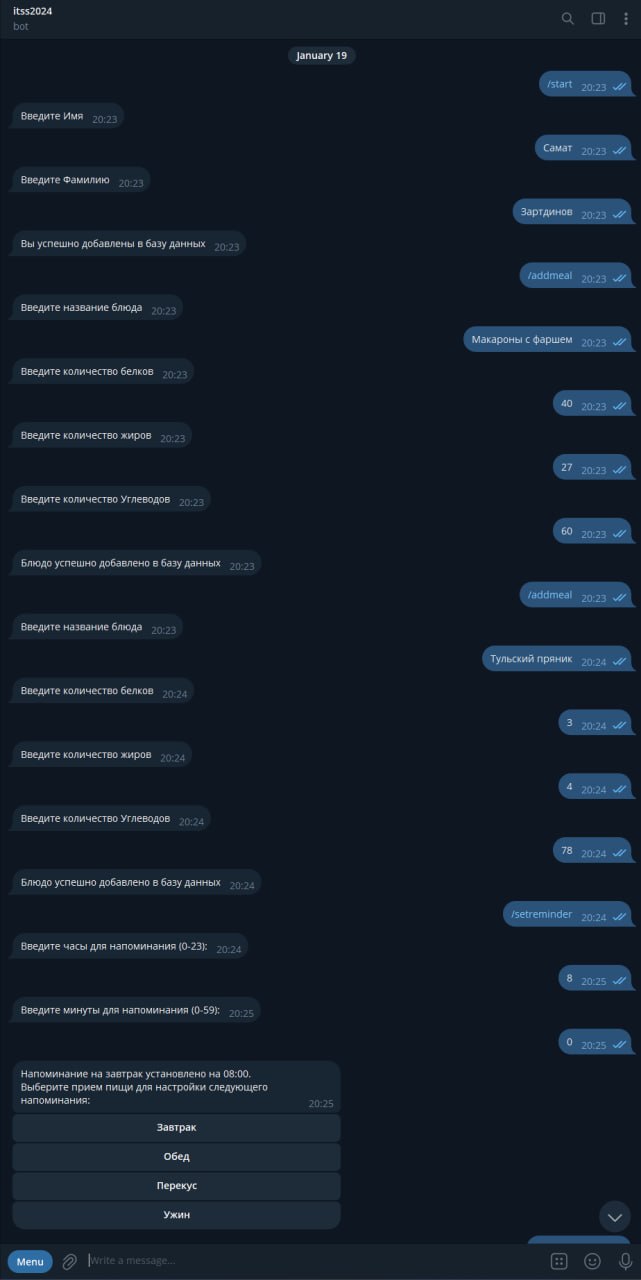 itss2024
bot
January 19
/start 20:23
Введите Имя 20:23
Самат 20:23
Введите Фамилию 20:23
Зартдинов 20:23
Вы успешно добавлены в базу данных 20:23
/addmeal 20:23
Введите название блюда 20:23
Макароны с фаршем 20:23
Введите количество белков 20:23
40 20:23
Введите количество жиров 20:23
27 20:23
Введите количество Углеводов 20:23
60 20:23
Блюдо успешно добавлено в базу данных 20:23
/addmeal 20:23
Введите название блюда 20:23
Тульский пряник 20:24
Введите количество белков 20:24
3 20:24
Введите количество жиров 20:24
4 20:24
Введите количество Углеводов 20:24
78 20:24
Блюдо успешно добавлено в базу данных 20:24
/setreminder 20:24
Введите часы для напоминания (0-23): 20:24
8 20:25
Введите минуты для напоминания (0-59): 20:25
0 20:25
Напоминание на завтрак установлено на 08:00.
Выберите прием пищи для настройки следующего
напоминания: 20:25
Завтрак
Обед
Перекус
Ужин
Menu Write a message...